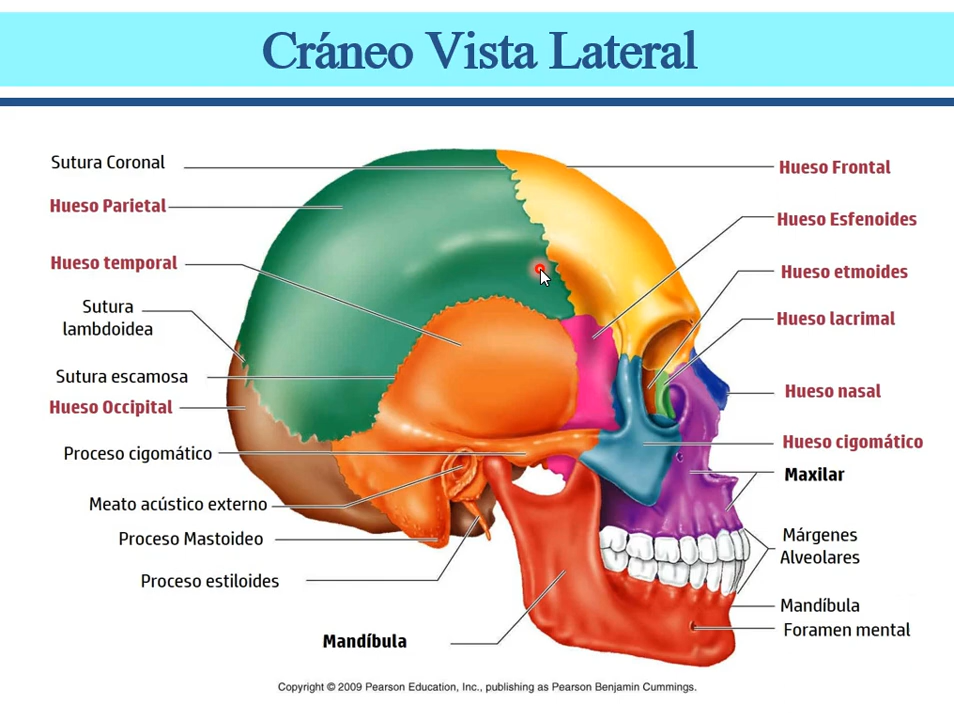 Cráneo Vista Lateral
Sutura Coronal
Hueso Parietal
Hueso temporal
Sutura
lambdoidea
Sutura escamosa
Hueso Occipital
Proceso cigomático
Meato acústico externo
Proceso Mastoideo
Proceso estiloides
Mandíbula
Hueso Frontal
Hueso Esfenoides
Hueso etmoides
Hueso lacrimal
Hueso nasal
Hueso cigomático
Maxilar
Márgenes
Alveolares
Mandíbula
Foramen mental
Copyright © 2009 Pearson Education, Inc., publishing as Pearson Benjamin Cummings.